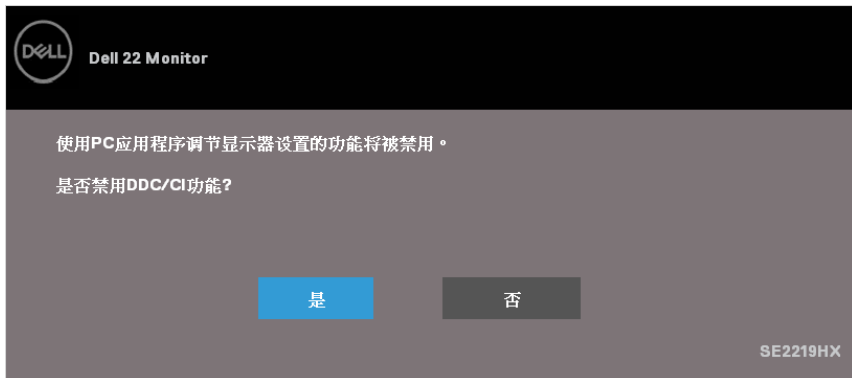 DELL
Dell 22 Monitor
使用PC应用程序调节显示器设置的功能将被禁用。
是否禁用DDC/CI功能?
是
否
SE2219HX